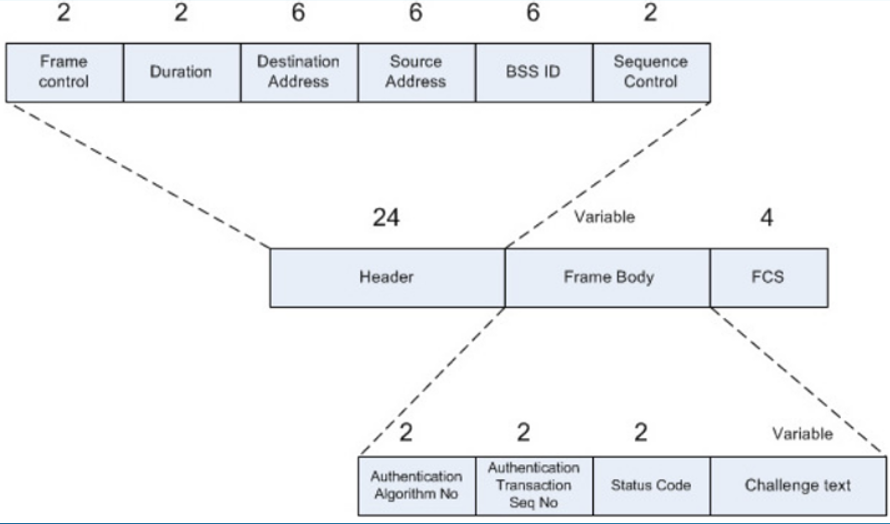 2 2 6 6 6 2
Frame
control
Duration
Destination
Address
Source
Address
BSS ID
Sequence
Control
24 Variable 4
Header
Frame Body
FCS
2 2 2 Variable
Authentication
Algorithm No
Authentication
Transaction
Seq No
Status Code
Challenge text